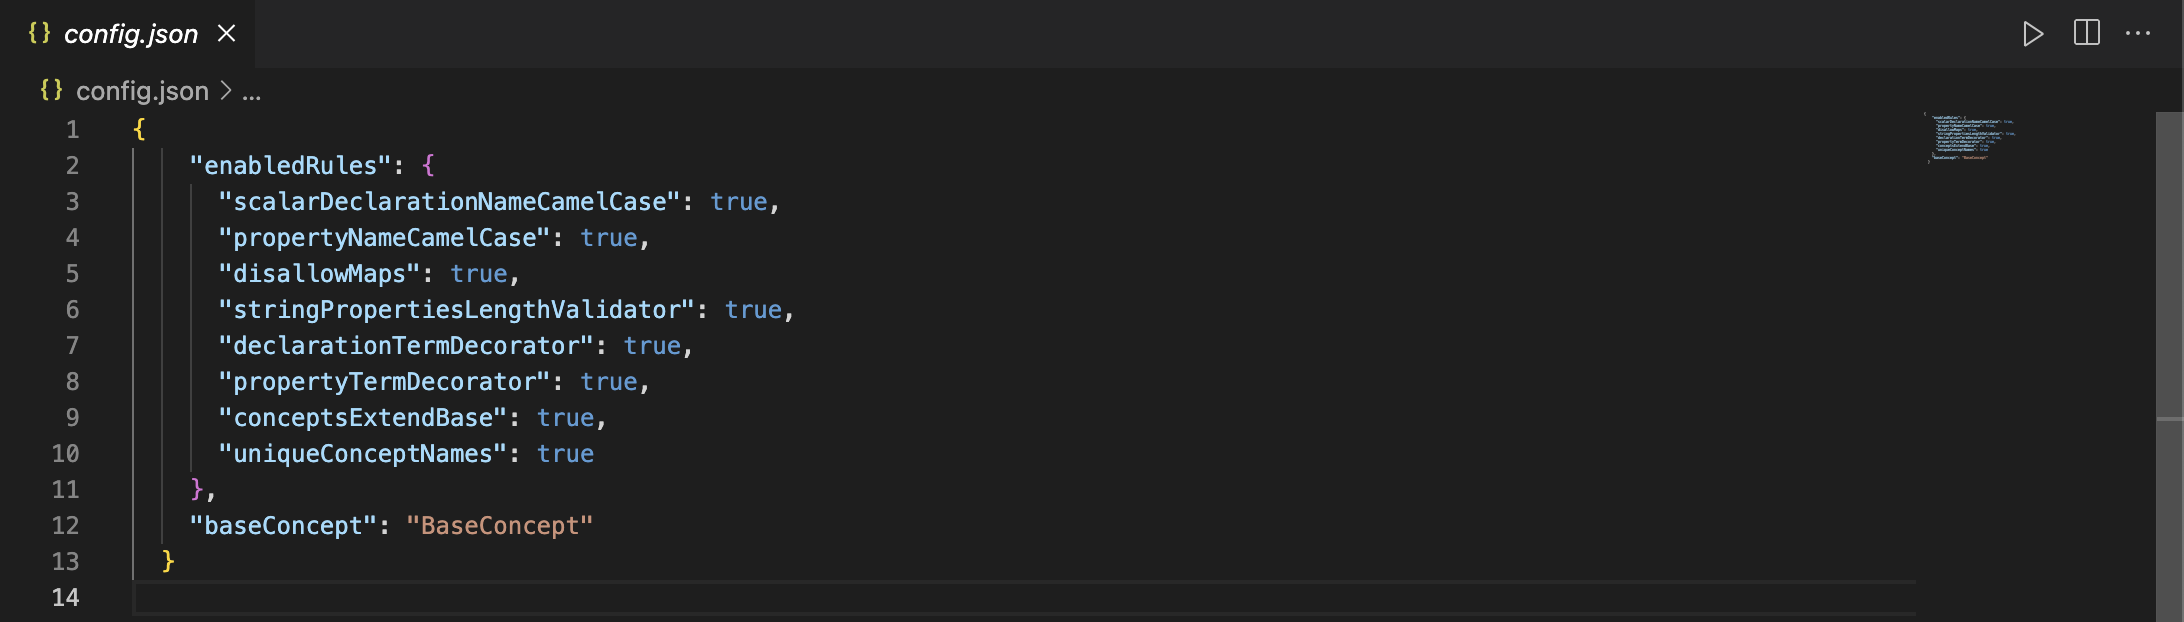 {} config.json ×
{} config.json > ...
1 {
2     "enabledRules": {
3       "scalarDeclarationNameCamelCase": true,
4       "propertyNameCamelCase": true,
5       "disallowMaps": true,
6       "stringPropertiesLengthValidator": true,
7       "declarationTermDecorator": true,
8       "propertyTermDecorator": true,
9       "conceptsExtendBase": true,
10       "uniqueConceptNames": true
11     },
12     "baseConcept": "BaseConcept"
13   }
14